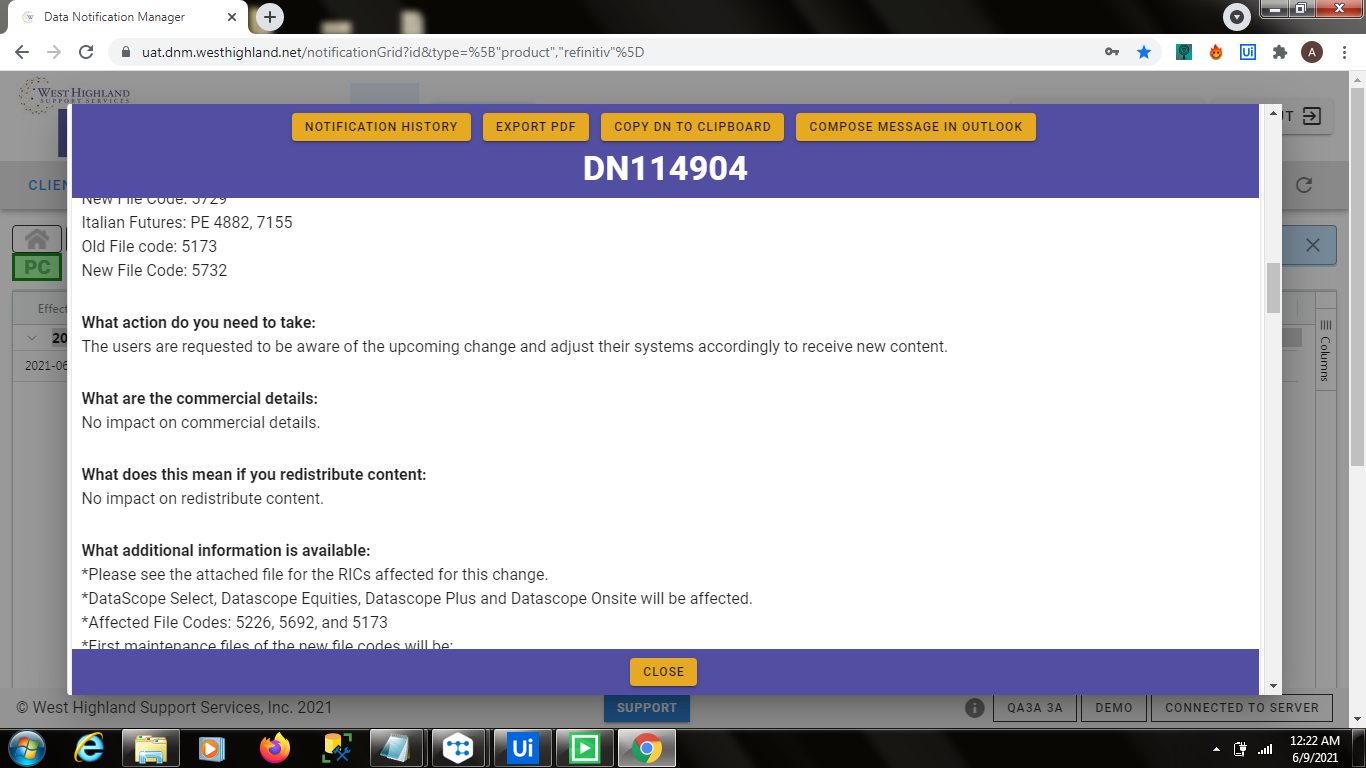 Data Notification Manager
uat.dnm.westhighland.net/notificationGrid?id&type=%5B"product","refinitiv"%5D
A
WEST HIGHLAND
SUPPORT SERVICES
NOTIFICATION HISTORY
EXPORT PDF
COPY DN TO CLIPBOARD
COMPOSE MESSAGE IN OUTLOOK
DN114904
CLIEN
PC
Effect
20
2021-06
Columns
New File Code: 5729
Italian Futures: PE 4882, 7155
Old File code: 5173
New File Code: 5732
What action do you need to take:
The users are requested to be aware of the upcoming change and adjust their systems accordingly to receive new content.
What are the commercial details:
No impact on commercial details.
What does this mean if you redistribute content:
No impact on redistribute content.
What additional information is available:
*Please see the attached file for the RICs affected for this change.
*DataScope Select, Datascope Equities, Datascope Plus and Datascope Onsite will be affected.
*Affected File Codes: 5226, 5692, and 5173
*First maintenance files of the new file codes will be:
CLOSE
© West Highland Support Services, Inc. 2021
SUPPORT
QA3A 3A
DEMO
CONNECTED TO SERVER
Ui
Ui
12:22 AM
6/9/2021